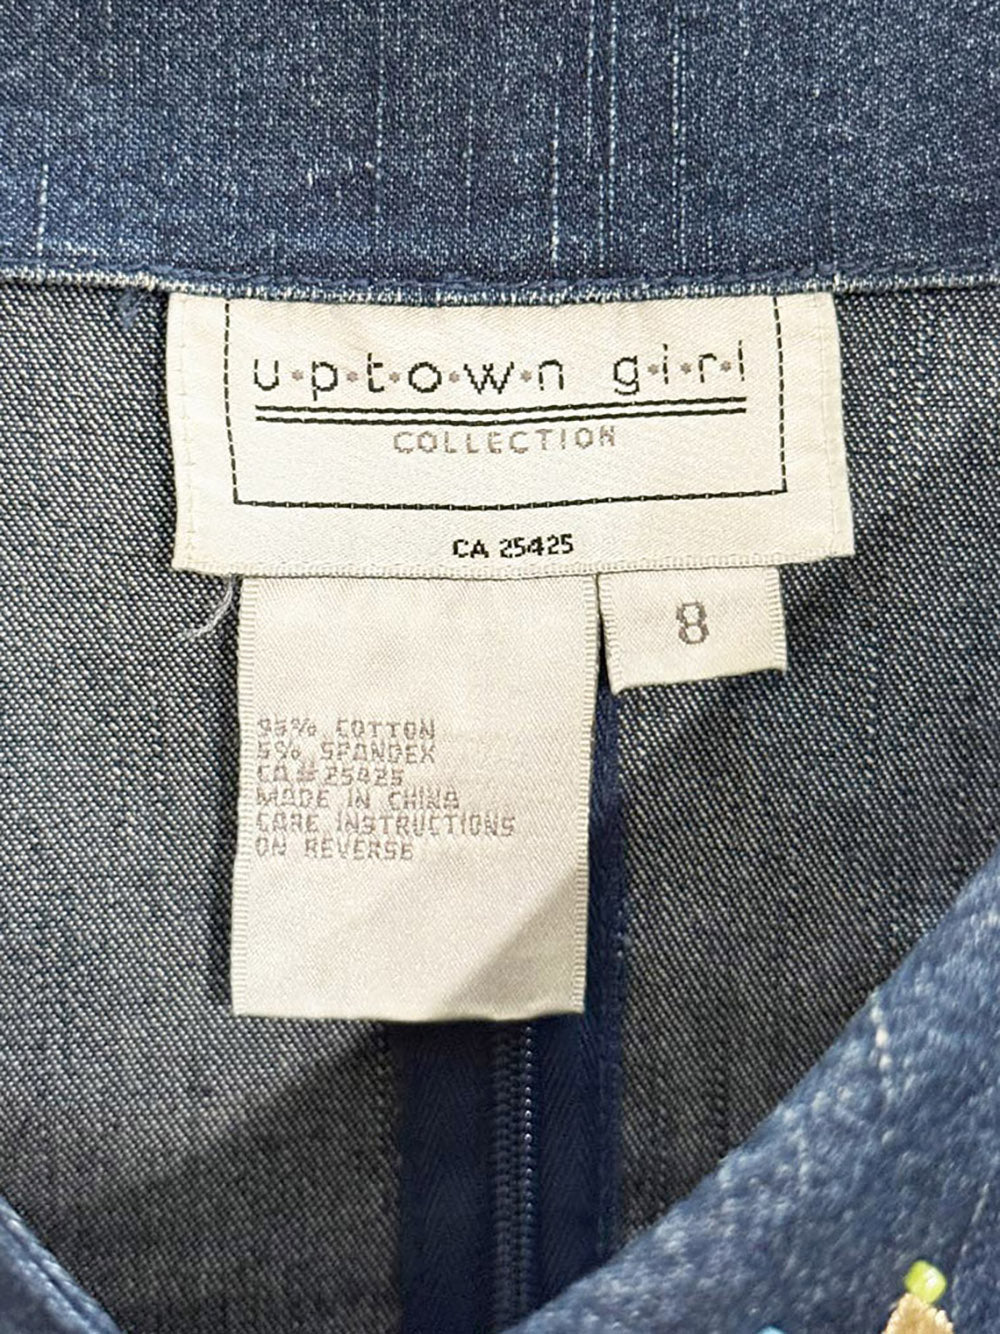 u·p·t·o·w·n g·i·r·l
COLLECTION
CA 25425
8
95% COTTON
5% SPANDEX
CA#25425
MADE IN CHINA
CARE INSTRUCTIONS
ON REVERSE